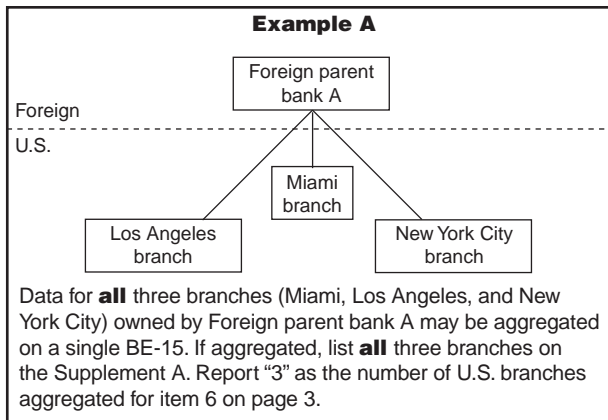 Example A
Foreign parent
bank A
Foreign
U.S.
Miami
branch
Los Angeles
branch
New York City
branch
Data for all three branches (Miami, Los Angeles, and New
York City) owned by Foreign parent bank A may be aggregated
on a single BE-15. If aggregated, list all three branches on
the Supplement A. Report “3” as the number of U.S. branches
aggregated for item 6 on page 3.